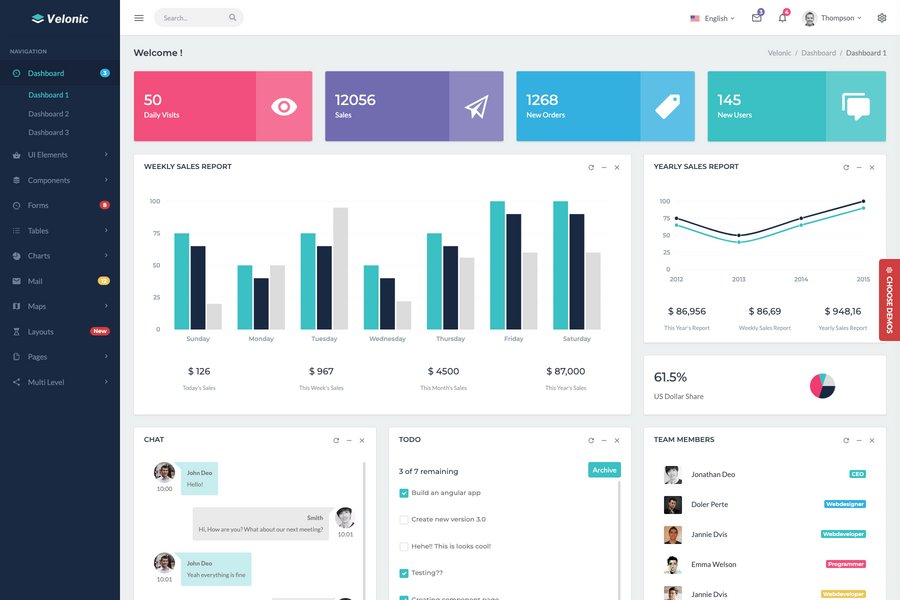 Velonic
Search...
English
3
4
Thompson
NAVIGATION
Dashboard
3
Dashboard 1
Dashboard 2
Dashboard 3
UI Elements
Components
Forms
8
Tables
Charts
Mail
12
Maps
Layouts
New
Pages
Multi Level
Welcome !
Velonic / Dashboard / Dashboard 1
50
Daily Visits
12056
Sales
1268
New Orders
145
New Users
WEEKLY SALES REPORT
100
75
50
25
0
Sunday Monday Tuesday Wednesday Thursday Friday Saturday
$ 126
Today's Sales
$ 967
This Week's Sales
$ 4500
This Month's Sales
$ 87,000
This Year's Sales
YEARLY SALES REPORT
100
75
50
25
0
2012 2013 2014 2015
$ 86,956
This Year's Report
$ 86,69
Weekly Sales Report
$ 948,16
Yearly Sales Report
CHOOSE DEMOS
61.5%
US Dollar Share
CHAT
John Deo
Hello!
10:00
Smith
Hi, How are you? What about our next meeting?
10:01
John Deo
Yeah everything is fine
10:01
TODO
3 of 7 remaining
Archive
Build an angular app
Create new version 3.0
Hehe!! This is looks cool!
Testing??
Creating component page
TEAM MEMBERS
Jonathan Deo
CEO
Doler Perte
Webdesigner
Jannie Dvis
Webdeveloper
Emma Welson
Programmer
Jannie Dvis
Webdeveloper